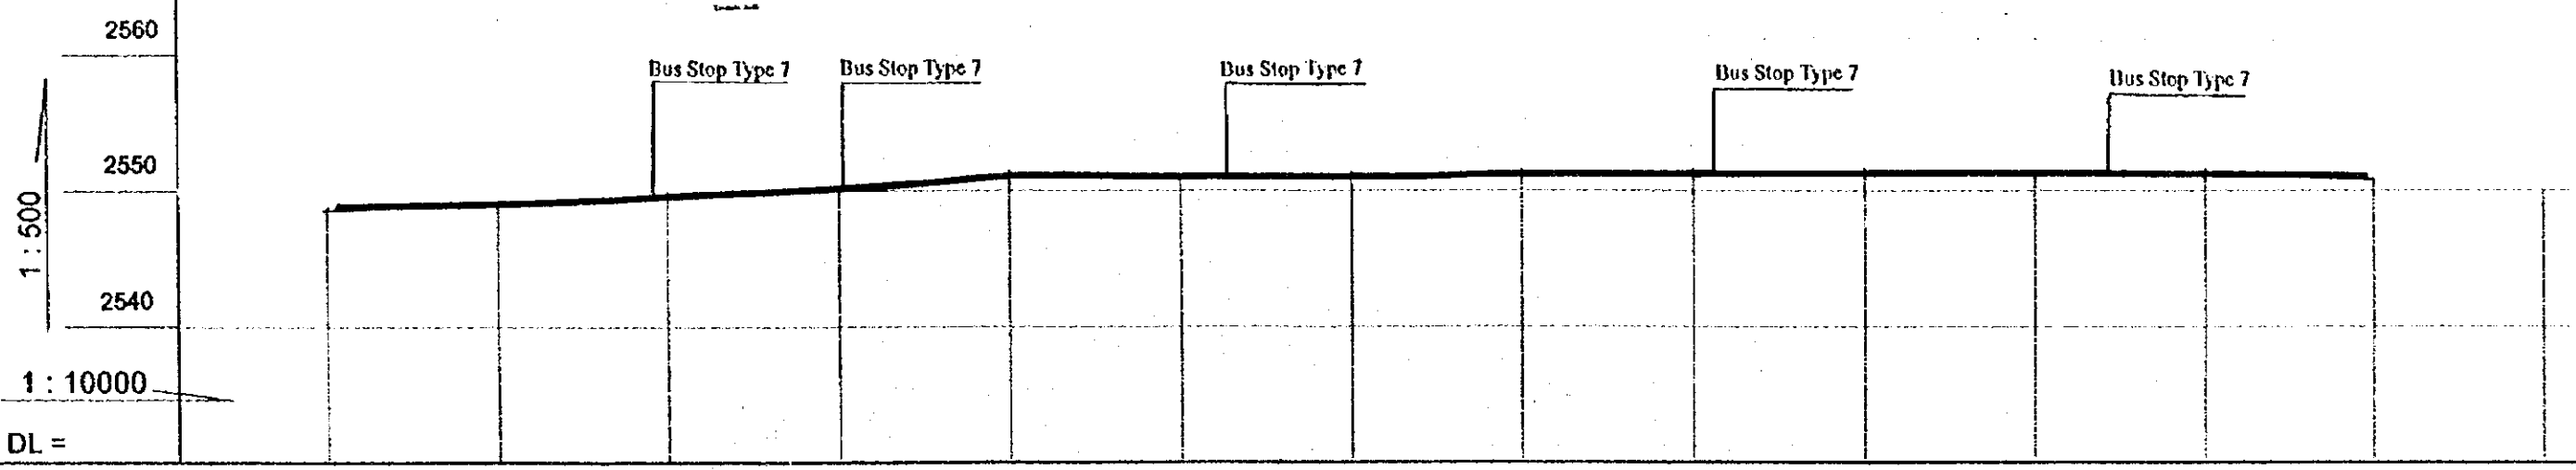 2560
Bus Stop Type 7
Bus Stop Type 7
Bus Stop Type 7
Bus Stop Type 7
Bus Stop Type 7
2550
1 : 500
2540
1 : 10000
DL =